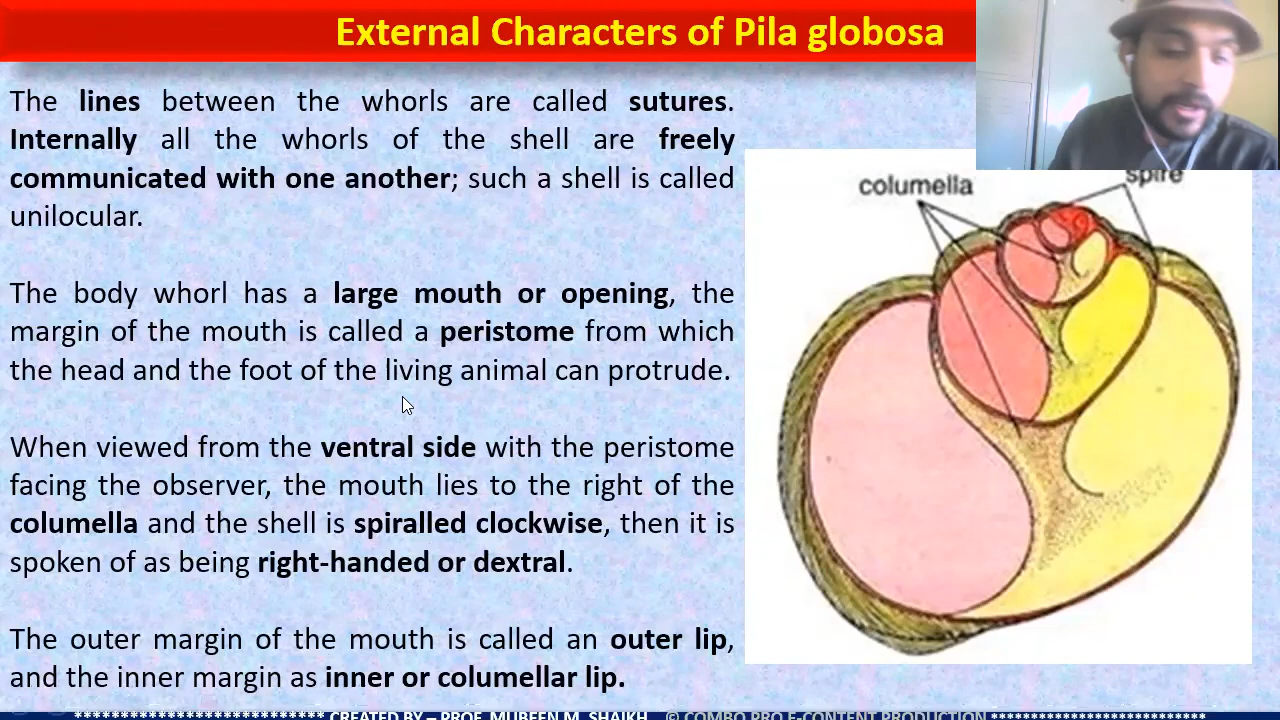 External Characters of Pila globosa
The lines between the whorls are called sutures.
Internally all the whorls of the shell are freely
communicated with one another; such a shell is called
unilocular.
The body whorl has a large mouth or opening, the
margin of the mouth is called a peristome from which
the head and the foot of the living animal can protrude.
When viewed from the ventral side with the peristome
facing the observer, the mouth lies to the right of the
columella and the shell is spiralled clockwise, then it is
spoken of as being right-handed or dextral.
The outer margin of the mouth is called an outer lip,
and the inner margin as inner or columellar lip.
columella
spire
*************************** CREATED BY – PROF. MUBEEN M. SHAIKH © COMBO PRO E-CONTENT PRODUCTION ***************************